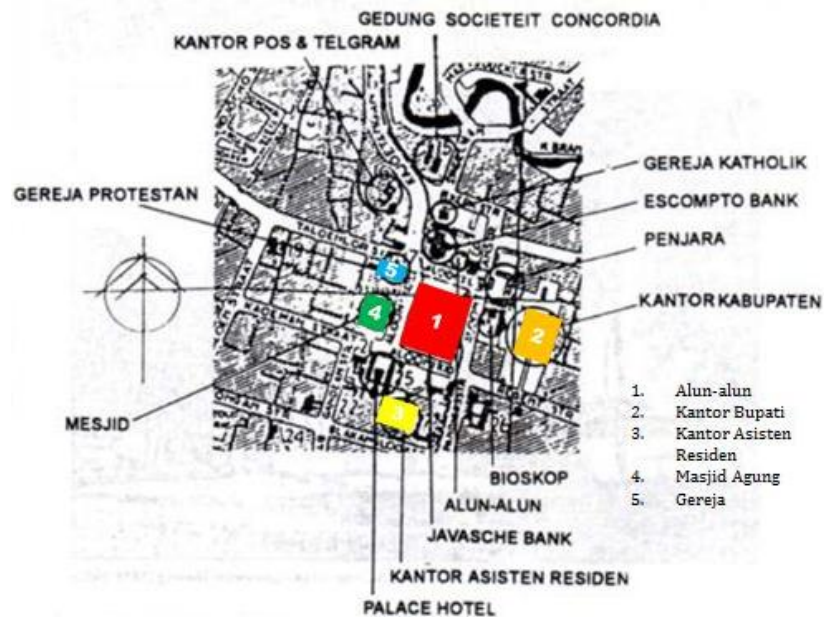 GEDUNG SOCIETEIT CONCORDIA
KANTOR POS & TELGRAM
GEREJA KATHOLIK
ESCOMPTO BANK
GEREJA PROTESTAN
PENJARA
KANTOR KABUPATEN
5
4
1
2
3
MESJID
1. Alun-alun
2. Kantor Bupati
3. Kantor Asisten
Residen
4. Masjid Agung
5. Gereja
BIOSKOP
ALUN-ALUN
JAVASCHE BANK
KANTOR ASISTEN RESIDEN
PALACE HOTEL